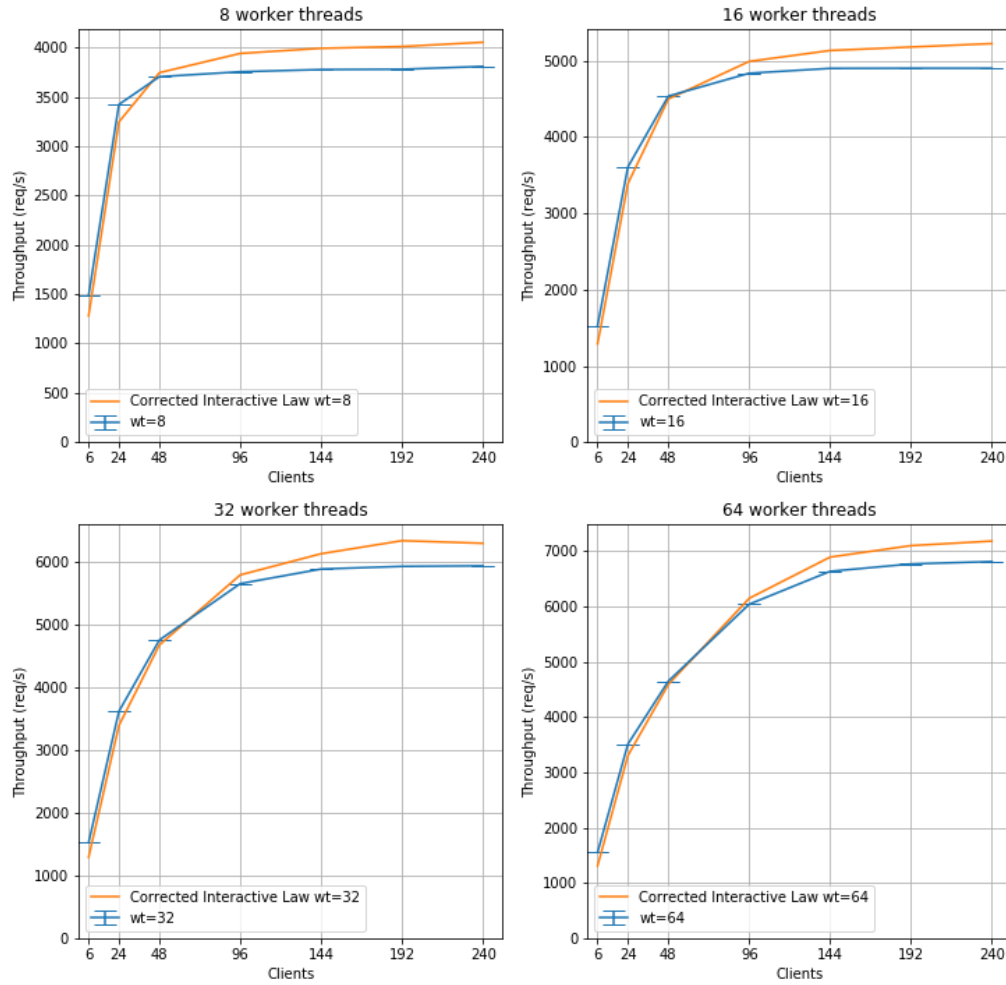 8 worker threads
Throughput (req/s)
4000
3500
3000
2500
2000
1500
1000
500
0
Corrected Interactive Law wt=8
wt=8
6 24 48 96 144 192 240
Clients
16 worker threads
Throughput (req/s)
5000
4000
3000
2000
1000
0
Corrected Interactive Law wt=16
wt=16
6 24 48 96 144 192 240
Clients
32 worker threads
Throughput (req/s)
6000
5000
4000
3000
2000
1000
0
Corrected Interactive Law wt=32
wt=32
6 24 48 96 144 192 240
Clients
64 worker threads
Throughput (req/s)
7000
6000
5000
4000
3000
2000
1000
0
Corrected Interactive Law wt=64
wt=64
6 24 48 96 144 192 240
Clients